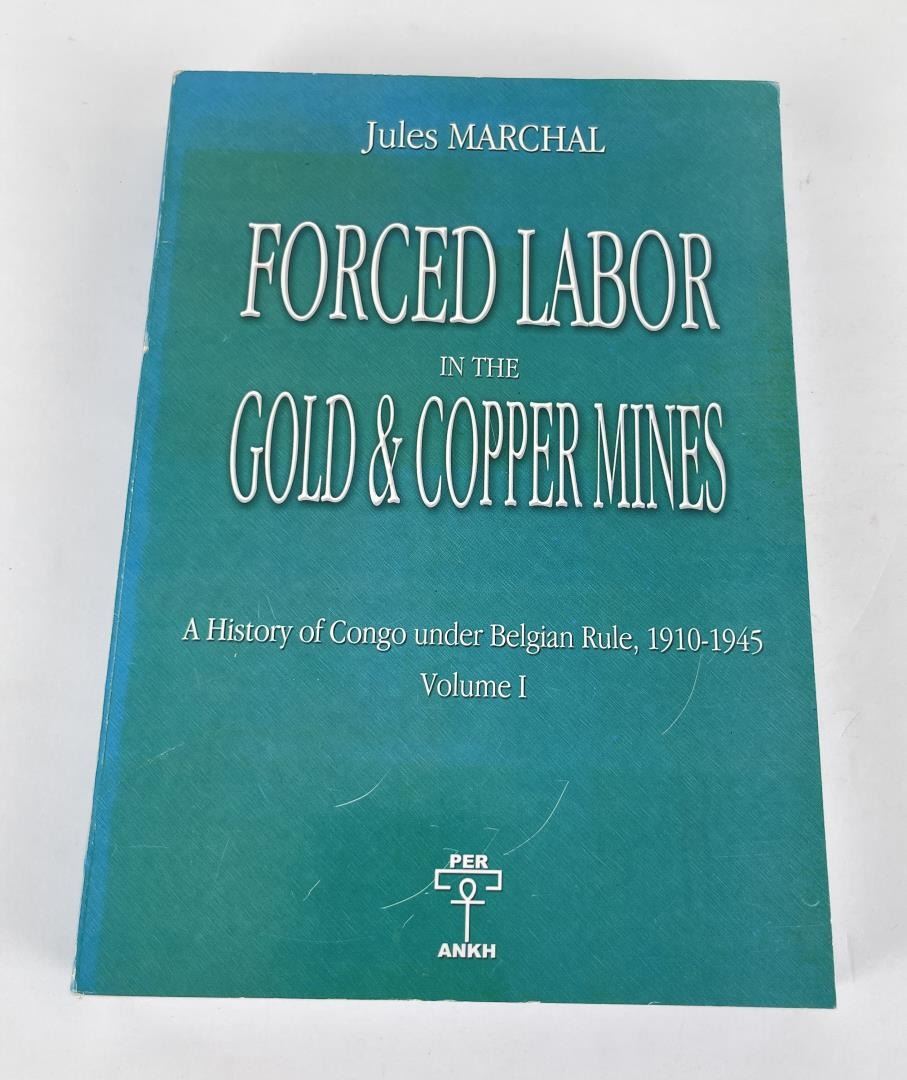 Jules MARCHAL
FORCED LABOR
IN THE
GOLD & COPPER MINES
A History of Congo under Belgian Rule, 1910-1945
Volume I
PER
ANKH